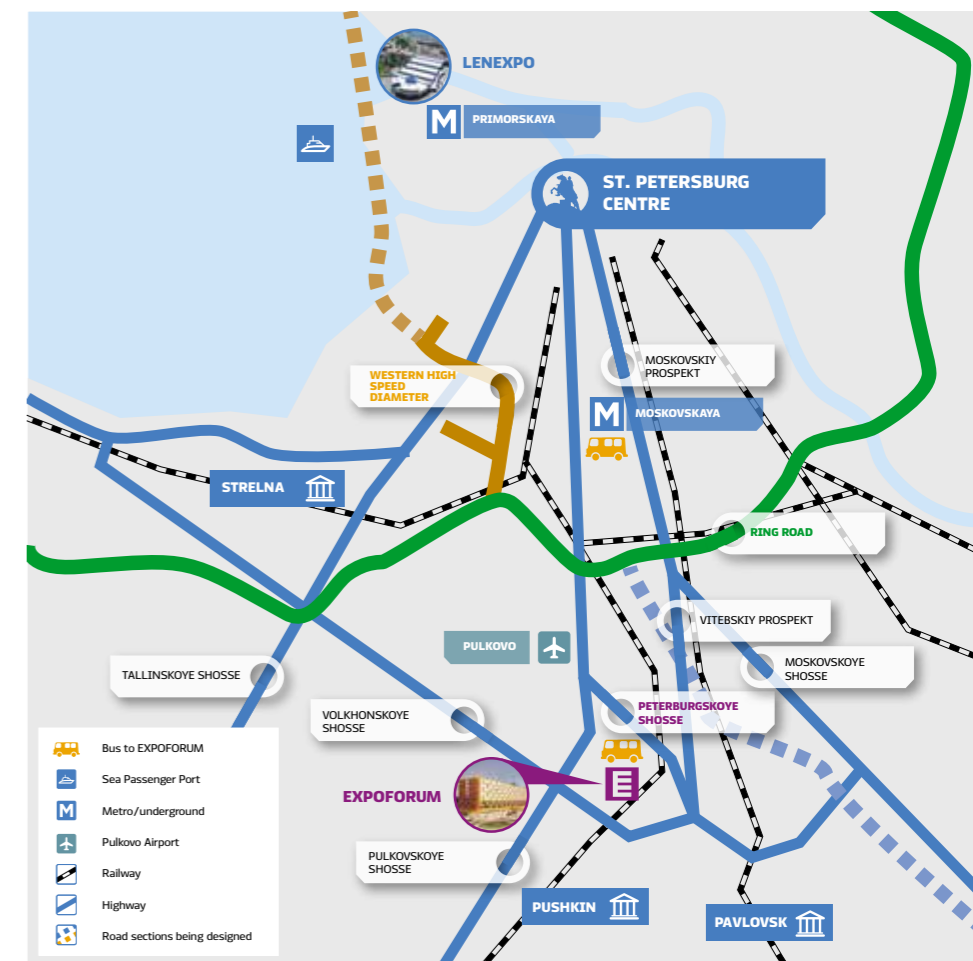 LENEXPO
M
PRIMORSKAYA
ST. PETERSBURG
CENTRE
MOSKOVSKIY
PROSPEKT
WESTERN HIGH
SPEED
DIAMETER
M
MOSKOVSKAYA
STRELNA
RING ROAD
VITEBSKIY PROSPEKT
PULKOVO
MOSKOVSKOYE
SHOSSE
TALLINSKOYE SHOSSE
VOLKHONSKOYE
SHOSSE
PETERBURGSKOYE
SHOSSE
EXPOFORUM
E
PULKOVSKOYE
SHOSSE
PUSHKIN
PAVLOVSK
Bus to EXPOFORUM
Sea Passenger Port
M
Metro/underground
Pulkovo Airport
Railway
Highway
Road sections being designed